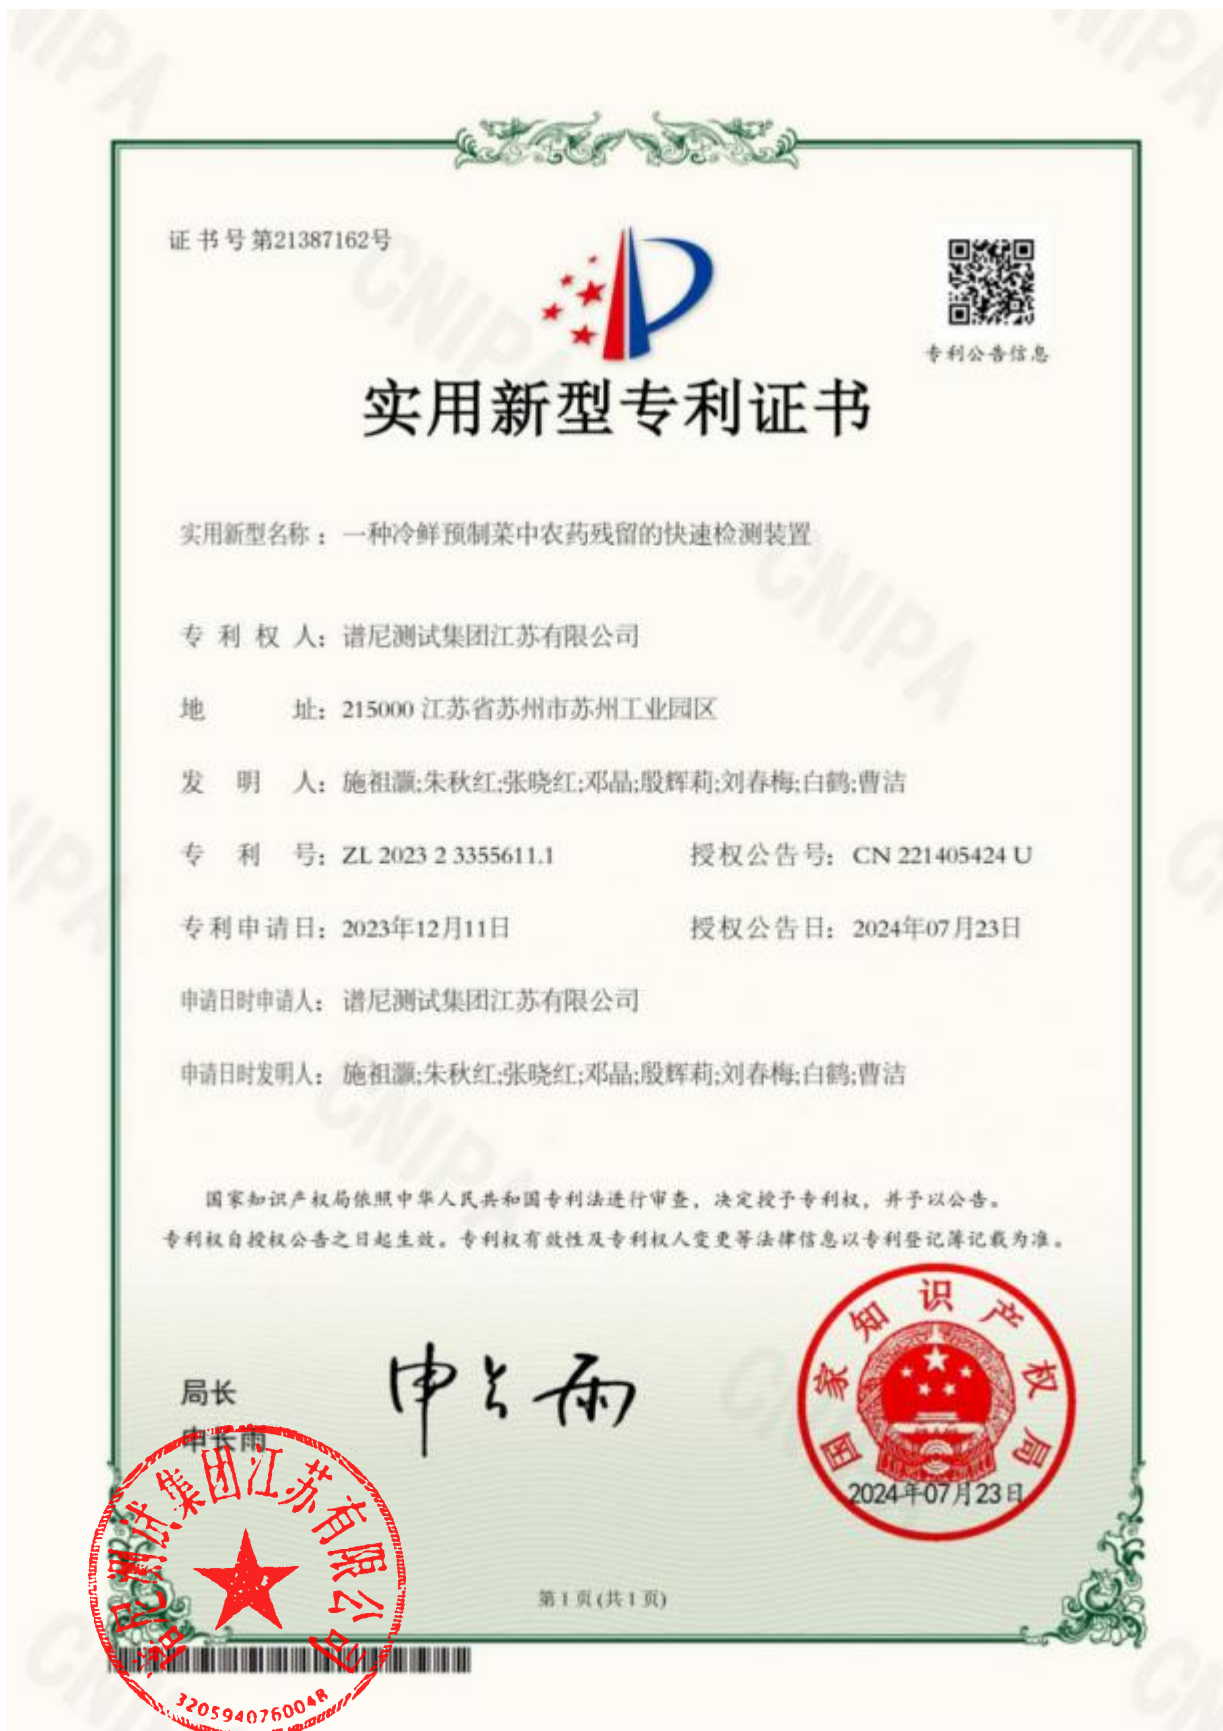 证书号第21387162号
专利公告信息
实用新型专利证书
实用新型名称：一种冷鲜预制菜中农药残留的快速检测装置
专利权人：谱尼测试集团江苏有限公司
地址：215000 江苏省苏州市苏州工业园区
发明人：施祖灏;朱秋红;张晓红;邓晶;殷辉莉;刘春梅;白鹤;曹洁
专利号：ZL 2023 2 3355611.1 授权公告号：CN 221405424 U
专利申请日：2023年12月11日 授权公告日：2024年07月23日
申请日时申请人：谱尼测试集团江苏有限公司
申请日时发明人：施祖灏;朱秋红;张晓红;邓晶;殷辉莉;刘春梅;白鹤;曹洁
国家知识产权局依照中华人民共和国专利法进行审查，决定授予专利权，并予以公告。
专利权自授权公告之日起生效。专利权有效性及专利权人变更等法律信息以专利登记簿记载为准。
局长
申长雨
申长雨
国家知识产权局
2024年07月23日
谱尼测试集团江苏有限公司
3205940760048
第1页(共1页)
CNIPA